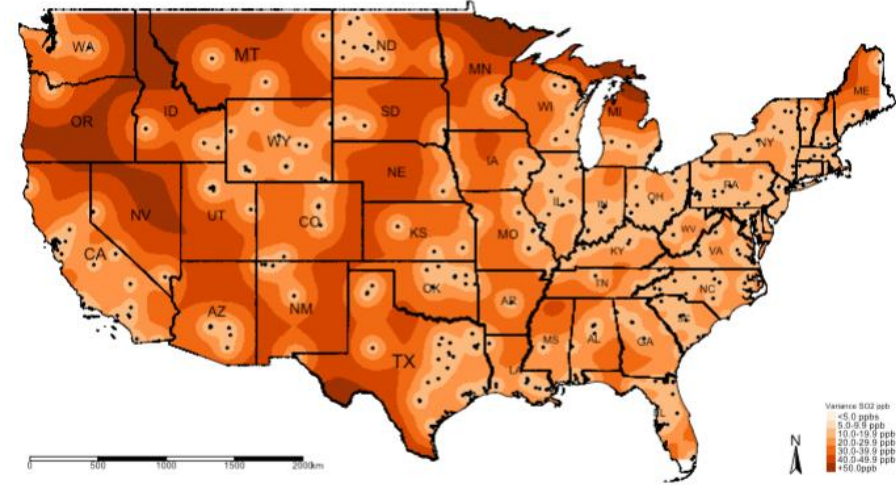 WA
MT
ND
MN
ME
OR
ID
SD
WI
MI
WY
NY
IA
NE
NV
UT
CO
IL
IN
OH
PA
CA
KS
MO
WV
VA
KY
AZ
NM
OK
AR
TN
NC
SC
TX
MS
AL
GA
LA
FL
Variance SO2 ppb
<5.0 ppbs
5.0-9.9 ppb
10.0-19.9 ppb
20.0-29.9 ppb
30.0-39.9 ppb
40.0-49.9 ppb
+50.0ppb
N
0 500 1000 1500 2000km